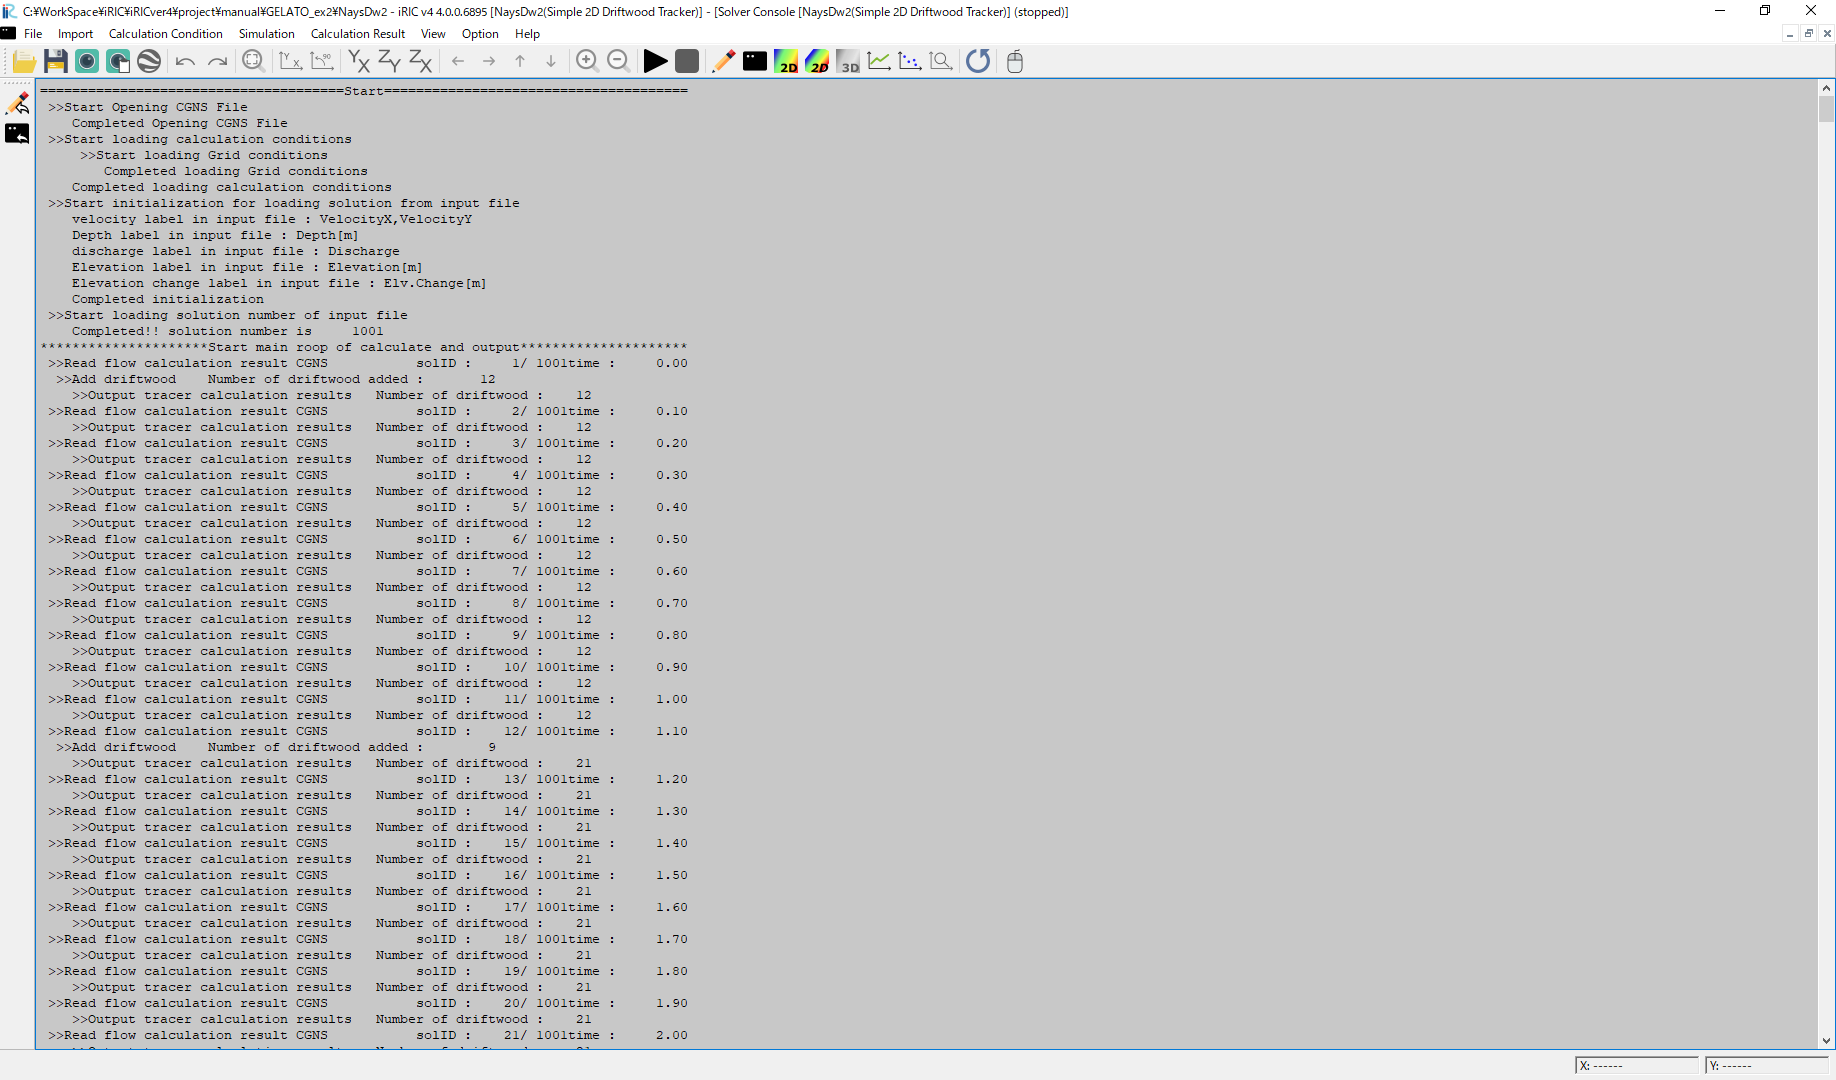 C:¥WorkSpace¥iRIC¥iRICver4¥project¥manual¥GELATO_ex2¥NaysDw2 - iRIC v4 4.0.0.6895 [NaysDw2(Simple 2D Driftwood Tracker)] - [Solver Console [NaysDw2(Simple 2D Driftwood Tracker)] (stopped)]
File Import Calculation Condition Simulation Calculation Result View Option Help
======================================Start======================================
>>Start Opening CGNS File
Completed Opening CGNS File
>>Start loading calculation conditions
>>Start loading Grid conditions
Completed loading Grid conditions
Completed loading calculation conditions
>>Start initialization for loading solution from input file
velocity label in input file : VelocityX,VelocityY
Depth label in input file : Depth[m]
discharge label in input file : Discharge
Elevation label in input file : Elevation[m]
Elevation change label in input file : Elv.Change[m]
Completed initialization
>>Start loading solution number of input file
Completed!! solution number is 1001
*********************Start main roop of calculate and output*********************
>>Read flow calculation result CGNS solID : 1/ 1001time : 0.00
>>Add driftwood Number of driftwood added : 12
>>Output tracer calculation results Number of driftwood : 12
>>Read flow calculation result CGNS solID : 2/ 1001time : 0.10
>>Output tracer calculation results Number of driftwood : 12
>>Read flow calculation result CGNS solID : 3/ 1001time : 0.20
>>Output tracer calculation results Number of driftwood : 12
>>Read flow calculation result CGNS solID : 4/ 1001time : 0.30
>>Output tracer calculation results Number of driftwood : 12
>>Read flow calculation result CGNS solID : 5/ 1001time : 0.40
>>Output tracer calculation results Number of driftwood : 12
>>Read flow calculation result CGNS solID : 6/ 1001time : 0.50
>>Output tracer calculation results Number of driftwood : 12
>>Read flow calculation result CGNS solID : 7/ 1001time : 0.60
>>Output tracer calculation results Number of driftwood : 12
>>Read flow calculation result CGNS solID : 8/ 1001time : 0.70
>>Output tracer calculation results Number of driftwood : 12
>>Read flow calculation result CGNS solID : 9/ 1001time : 0.80
>>Output tracer calculation results Number of driftwood : 12
>>Read flow calculation result CGNS solID : 10/ 1001time : 0.90
>>Output tracer calculation results Number of driftwood : 12
>>Read flow calculation result CGNS solID : 11/ 1001time : 1.00
>>Output tracer calculation results Number of driftwood : 12
>>Read flow calculation result CGNS solID : 12/ 1001time : 1.10
>>Add driftwood Number of driftwood added : 9
>>Output tracer calculation results Number of driftwood : 21
>>Read flow calculation result CGNS solID : 13/ 1001time : 1.20
>>Output tracer calculation results Number of driftwood : 21
>>Read flow calculation result CGNS solID : 14/ 1001time : 1.30
>>Output tracer calculation results Number of driftwood : 21
>>Read flow calculation result CGNS solID : 15/ 1001time : 1.40
>>Output tracer calculation results Number of driftwood : 21
>>Read flow calculation result CGNS solID : 16/ 1001time : 1.50
>>Output tracer calculation results Number of driftwood : 21
>>Read flow calculation result CGNS solID : 17/ 1001time : 1.60
>>Output tracer calculation results Number of driftwood : 21
>>Read flow calculation result CGNS solID : 18/ 1001time : 1.70
>>Output tracer calculation results Number of driftwood : 21
>>Read flow calculation result CGNS solID : 19/ 1001time : 1.80
>>Output tracer calculation results Number of driftwood : 21
>>Read flow calculation result CGNS solID : 20/ 1001time : 1.90
>>Output tracer calculation results Number of driftwood : 21
>>Read flow calculation result CGNS solID : 21/ 1001time : 2.00
X: ------ Y: ------